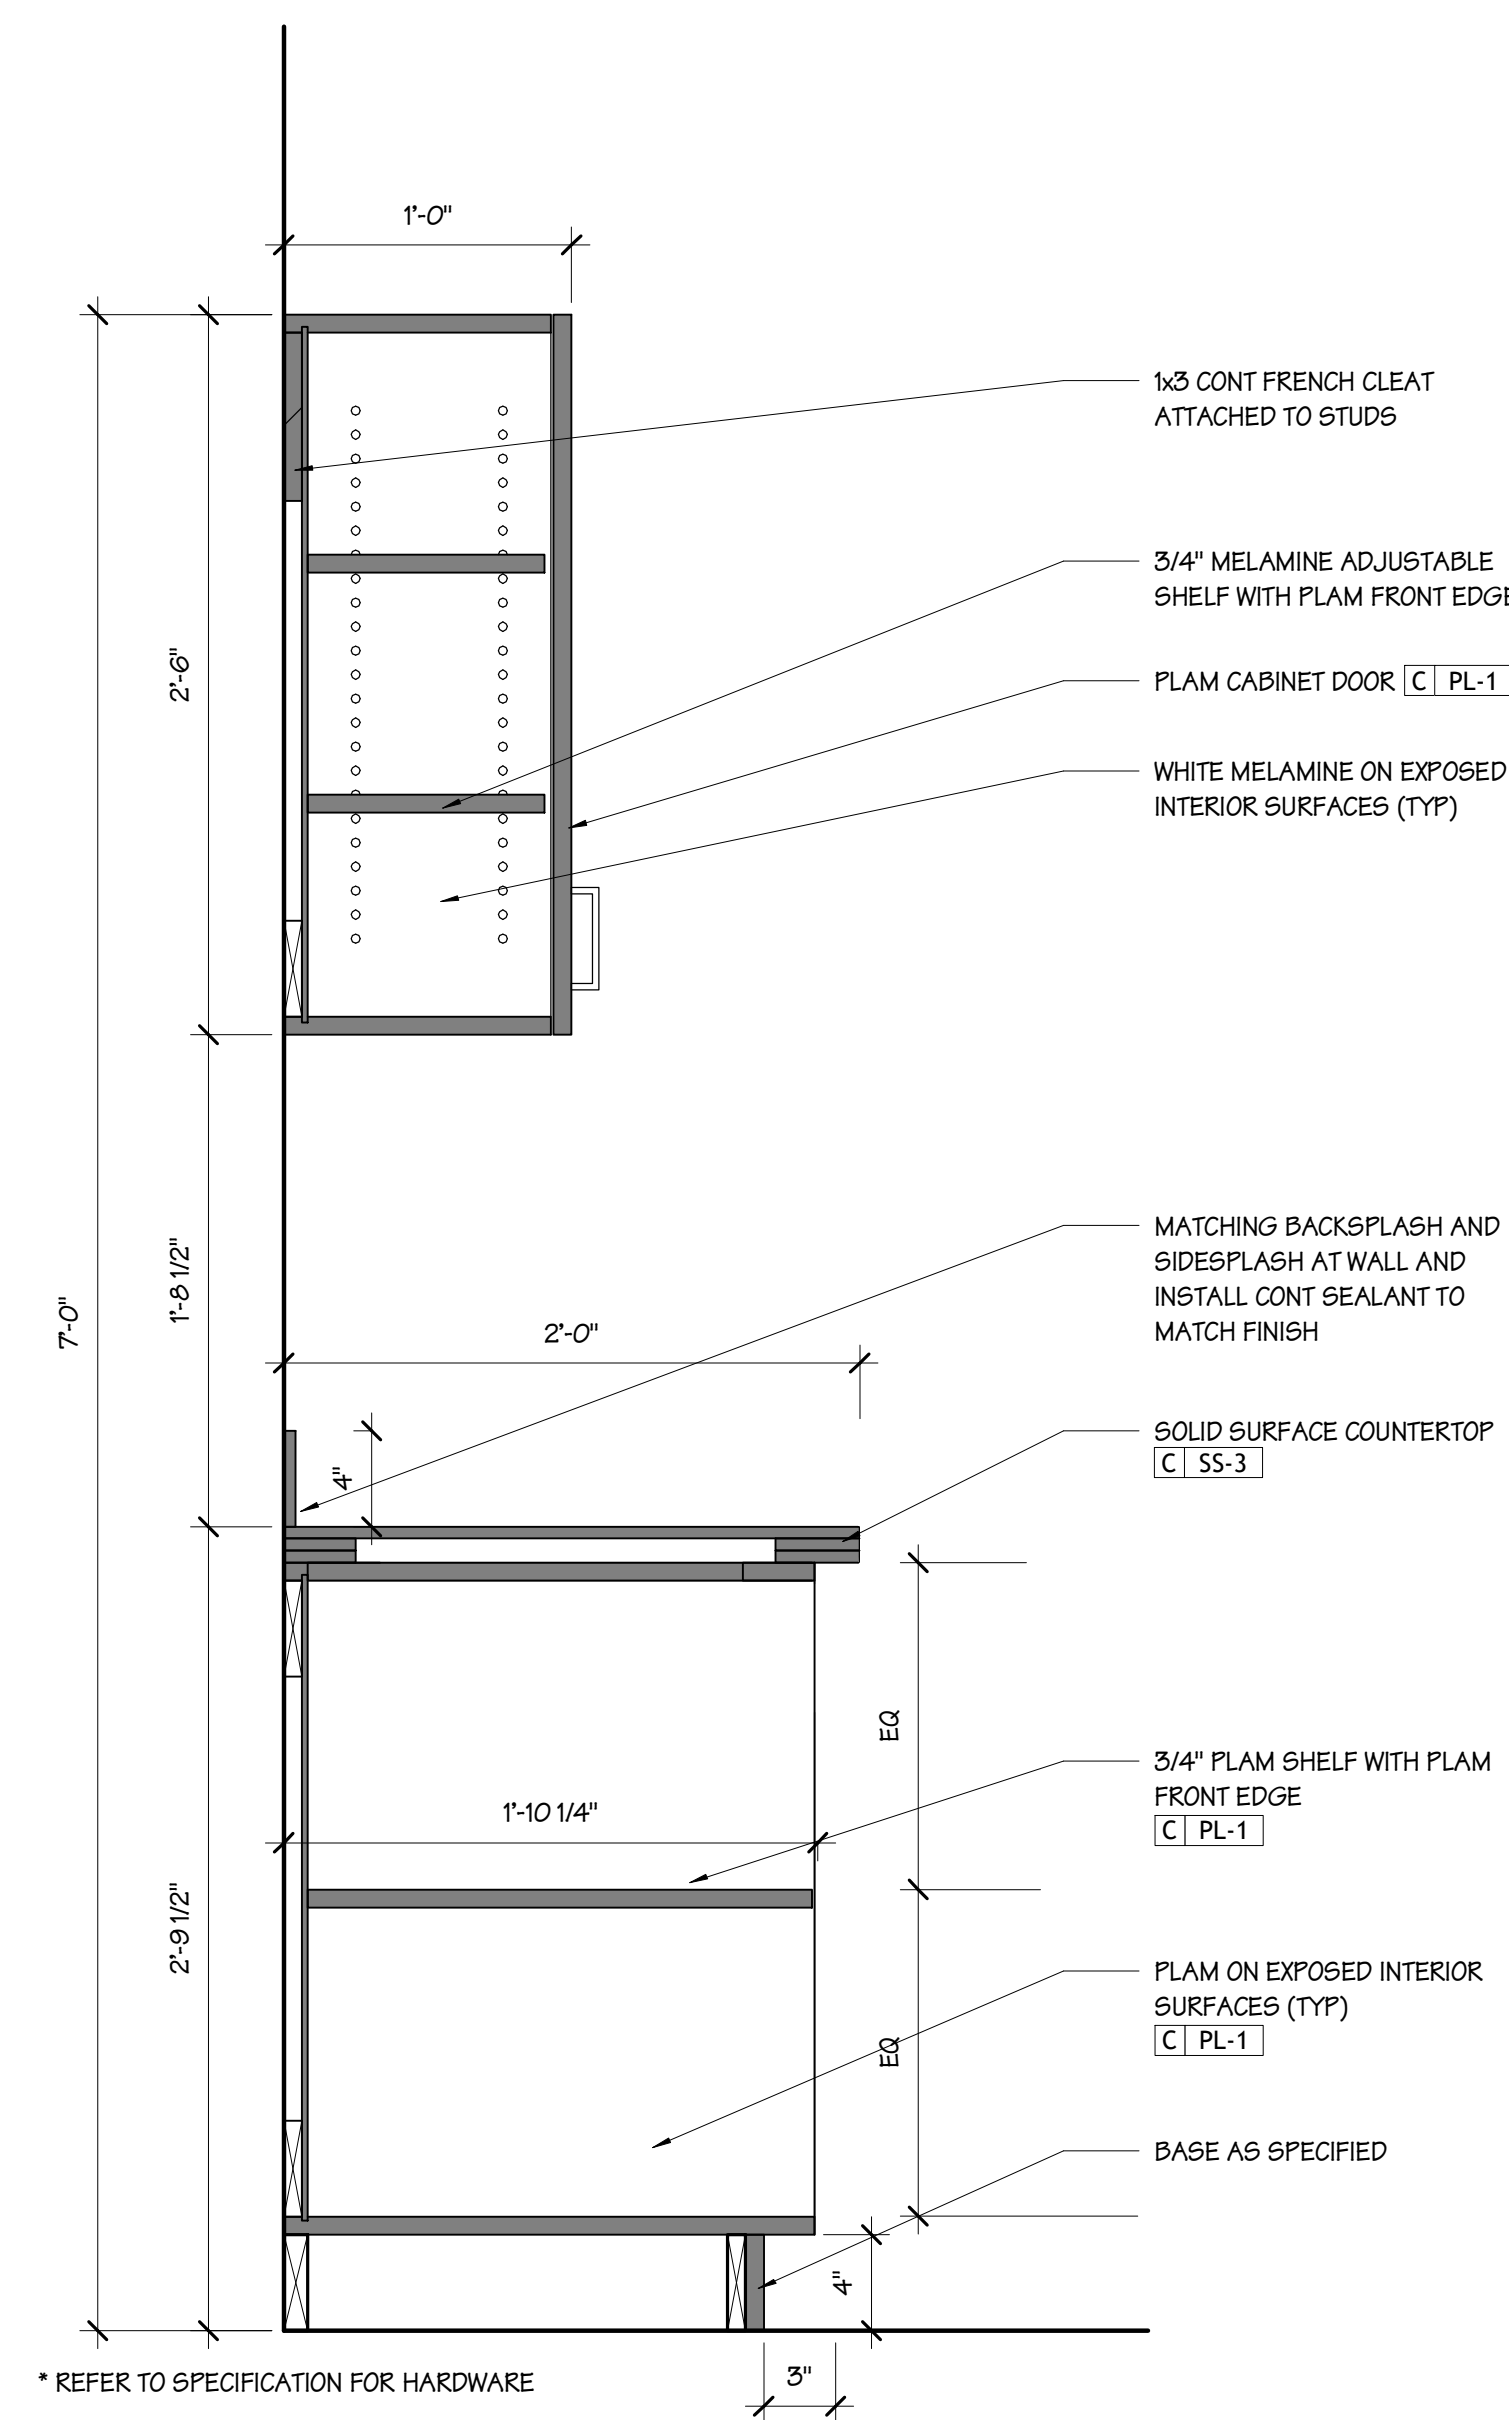 1'-0"
1x3 CONT FRENCH CLEAT
ATTACHED TO STUDS
3/4" MELAMINE ADJUSTABLE
SHELF WITH PLAM FRONT EDGE
2'-6"
PLAM CABINET DOOR C PL-1
WHITE MELAMINE ON EXPOSED
INTERIOR SURFACES (TYP)
MATCHING BACKSPLASH AND
SIDESPLASH AT WALL AND
INSTALL CONT SEALANT TO
MATCH FINISH
1'-8 1/2"
7'-0"
2'-0"
SOLID SURFACE COUNTERTOP
C SS-3
4"
EQ
3/4" PLAM SHELF WITH PLAM
FRONT EDGE
C PL-1
1'-10 1/4"
2'-9 1/2"
PLAM ON EXPOSED INTERIOR
SURFACES (TYP)
C PL-1
EQ
BASE AS SPECIFIED
4"
3"
* REFER TO SPECIFICATION FOR HARDWARE